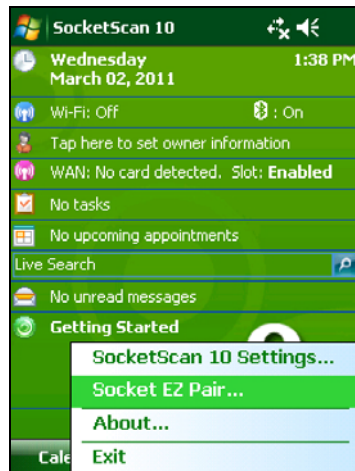 SocketScan 10
Wednesday 1:38 PM
March 02, 2011
Wi-Fi: Off : On
Tap here to set owner information
WAN: No card detected. Slot: Enabled
No tasks
No upcoming appointments
Live Search
No unread messages
Getting Started
SocketScan 10 Settings...
Socket EZ Pair...
About...
Exit
Cale